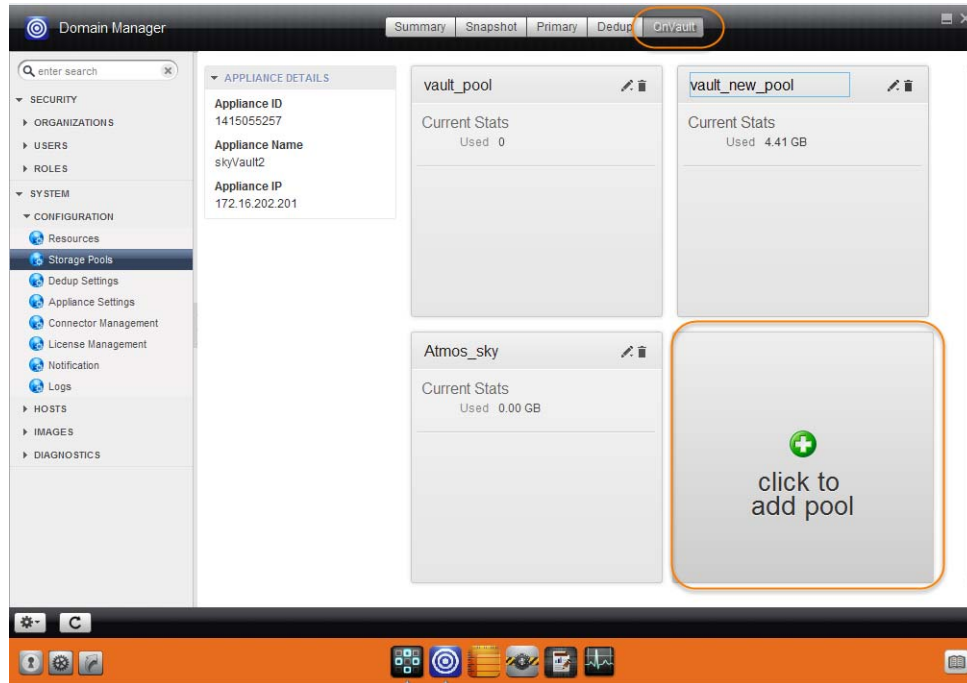 Domain Manager
Summary Snapshot Primary Dedup OnVault
enter search
SECURITY
ORGANIZATIONS
USERS
ROLES
SYSTEM
CONFIGURATION
Resources
Storage Pools
Dedup Settings
Appliance Settings
Connector Management
License Management
Notification
Logs
HOSTS
IMAGES
DIAGNOSTICS
APPLIANCE DETAILS
Appliance ID
1415055257
Appliance Name
skyVault2
Appliance IP
172.16.202.201
vault_pool
Current Stats
Used 0
vault_new_pool
Current Stats
Used 4.41 GB
Atmos_sky
Current Stats
Used 0.00 GB
click to
add pool